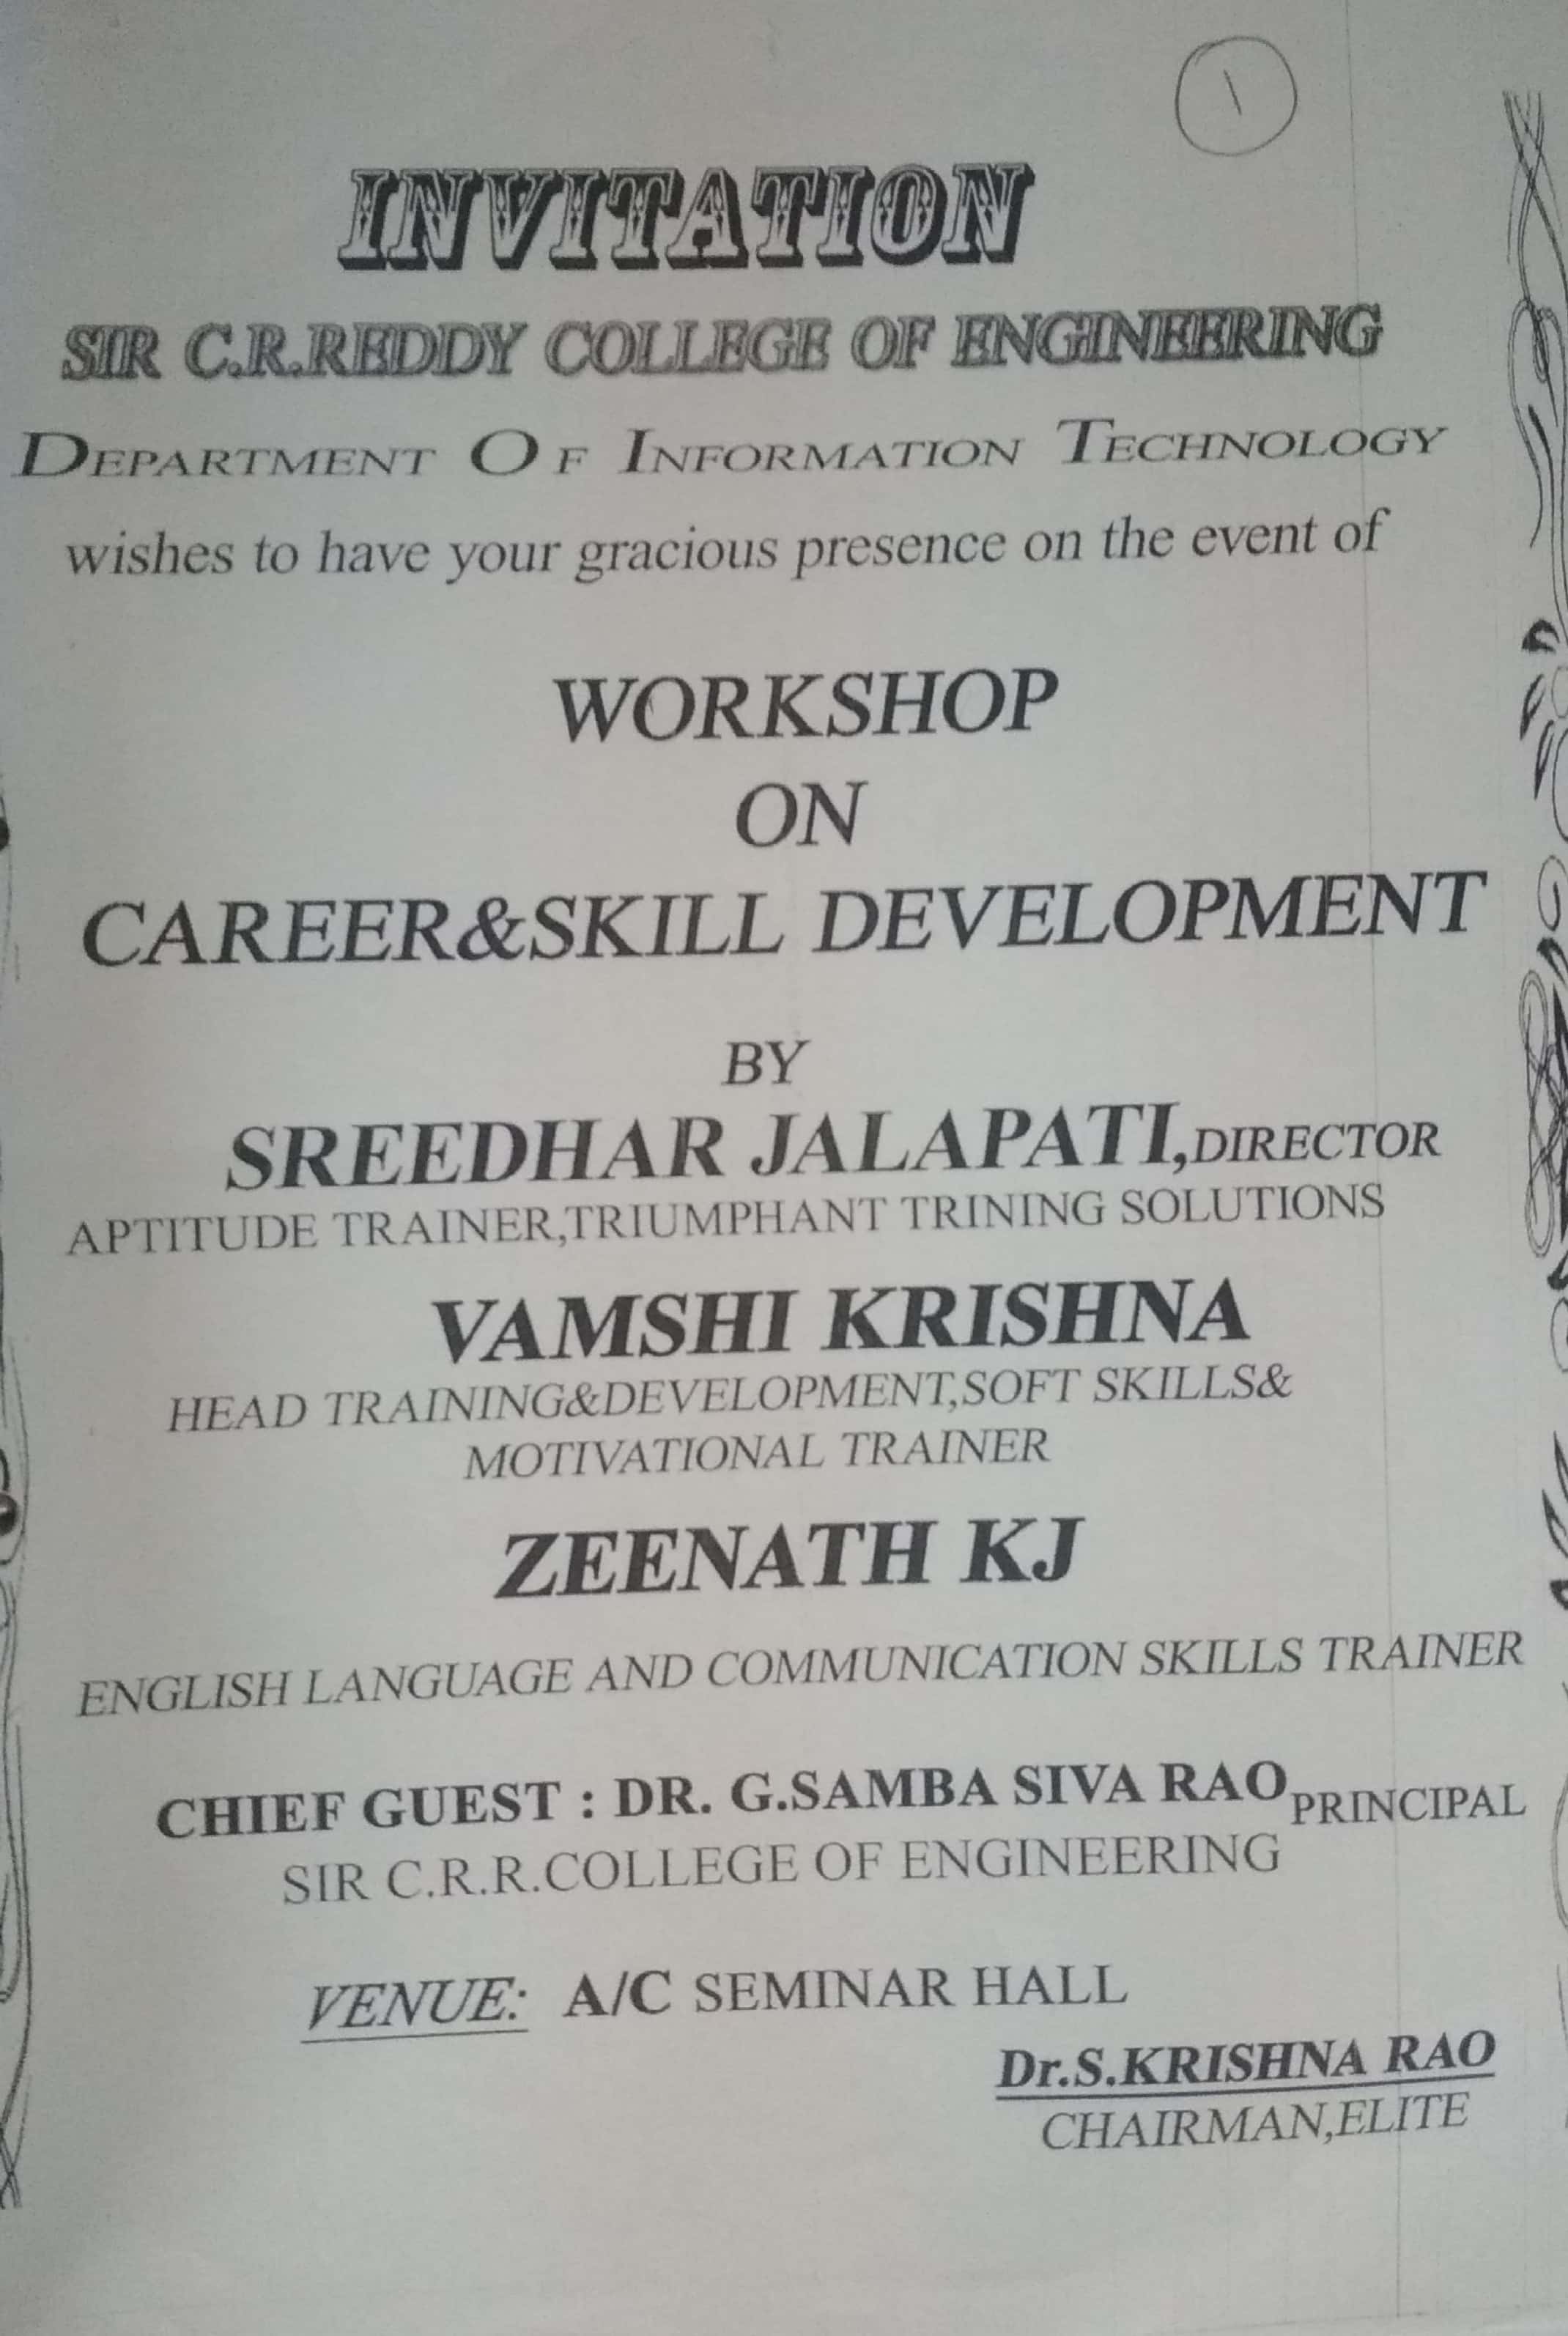 1
INVITATION
SIR C.R.REDDY COLLEGE OF ENGINEERING
DEPARTMENT OF INFORMATION TECHNOLOGY
wishes to have your gracious presence on the event of
WORKSHOP
ON
CAREER&SKILL DEVELOPMENT
BY
SREEDHAR JALAPATI,DIRECTOR
APTITUDE TRAINER,TRIUMPHANT TRINING SOLUTIONS
VAMSHI KRISHNA
HEAD TRAINING&DEVELOPMENT,SOFT SKILLS&
MOTIVATIONAL TRAINER
ZEENATH KJ
ENGLISH LANGUAGE AND COMMUNICATION SKILLS TRAINER
CHIEF GUEST : DR. G.SAMBA SIVA RAO PRINCIPAL
SIR C.R.R.COLLEGE OF ENGINEERING
VENUE: A/C SEMINAR HALL
Dr.S.KRISHNA RAO
CHAIRMAN,ELITE